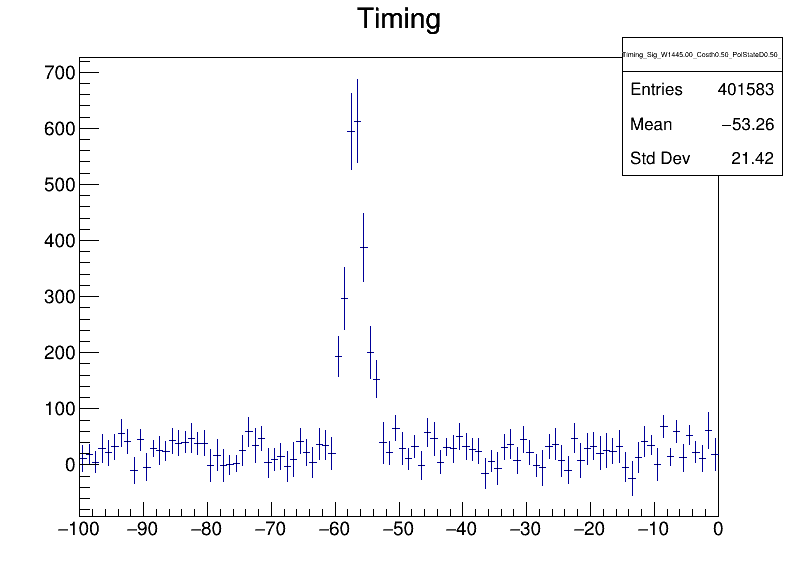 Timing
Timing_Sig_W1445.00_Costh0.50_PolStateD0.50_
Entries 401583
Mean −53.26
Std Dev 21.42
700
600
500
400
300
200
100
0
−100 −90 −80 −70 −60 −50 −40 −30 −20 −10 0